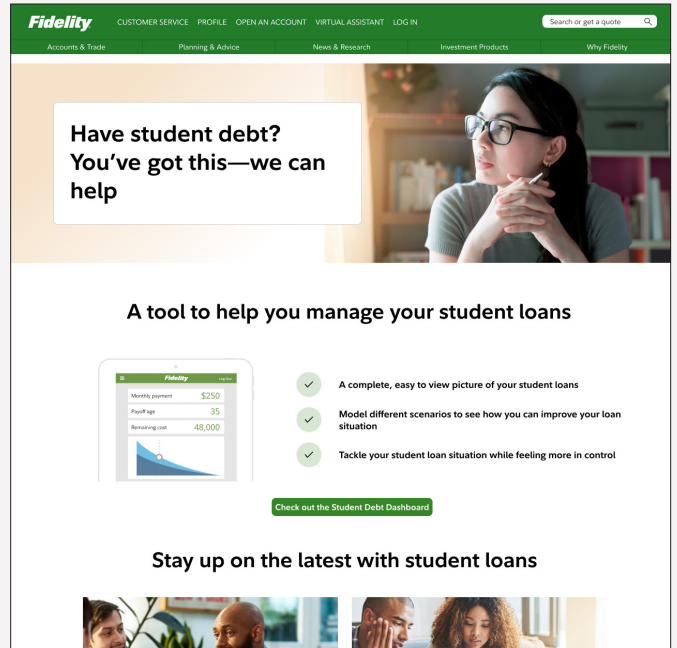 Fidelity
CUSTOMER SERVICE PROFILE OPEN AN ACCOUNT VIRTUAL ASSISTANT LOG IN
Search or get a quote
Accounts & Trade Planning & Advice News & Research Investment Products Why Fidelity
Have student debt?
You've got this—we can
help
A tool to help you manage your student loans
Fidelity Log Out
Monthly payment $250
Payoff age 35
Remaining cost 48,000
A complete, easy to view picture of your student loans
Model different scenarios to see how you can improve your loan
situation
Tackle your student loan situation while feeling more in control
Check out the Student Debt Dashboard
Stay up on the latest with student loans